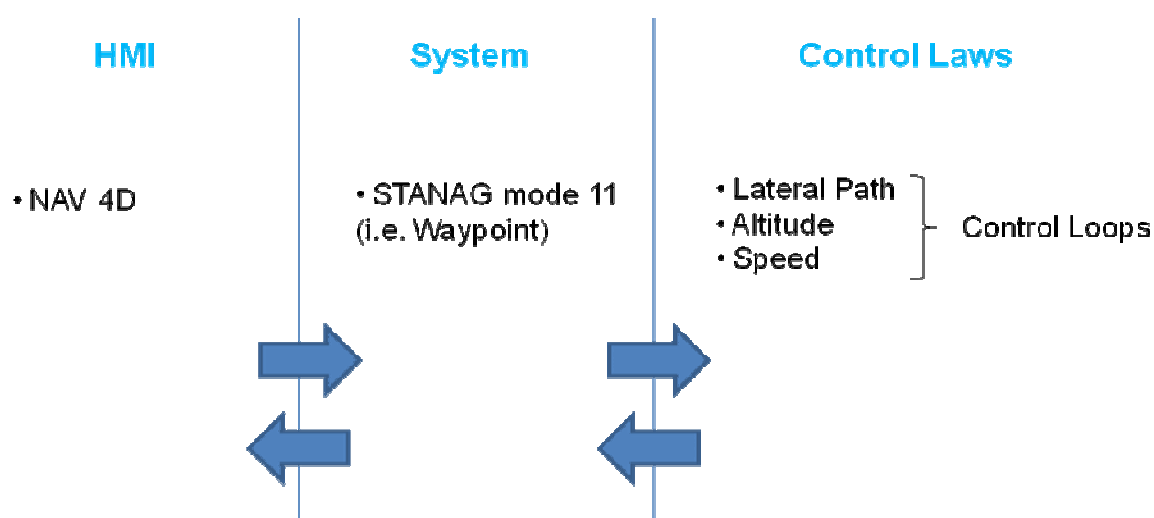 HMI
System
Control Laws
• NAV 4D
• STANAG mode 11
(i.e. Waypoint)
• Lateral Path
• Altitude
• Speed
Control Loops